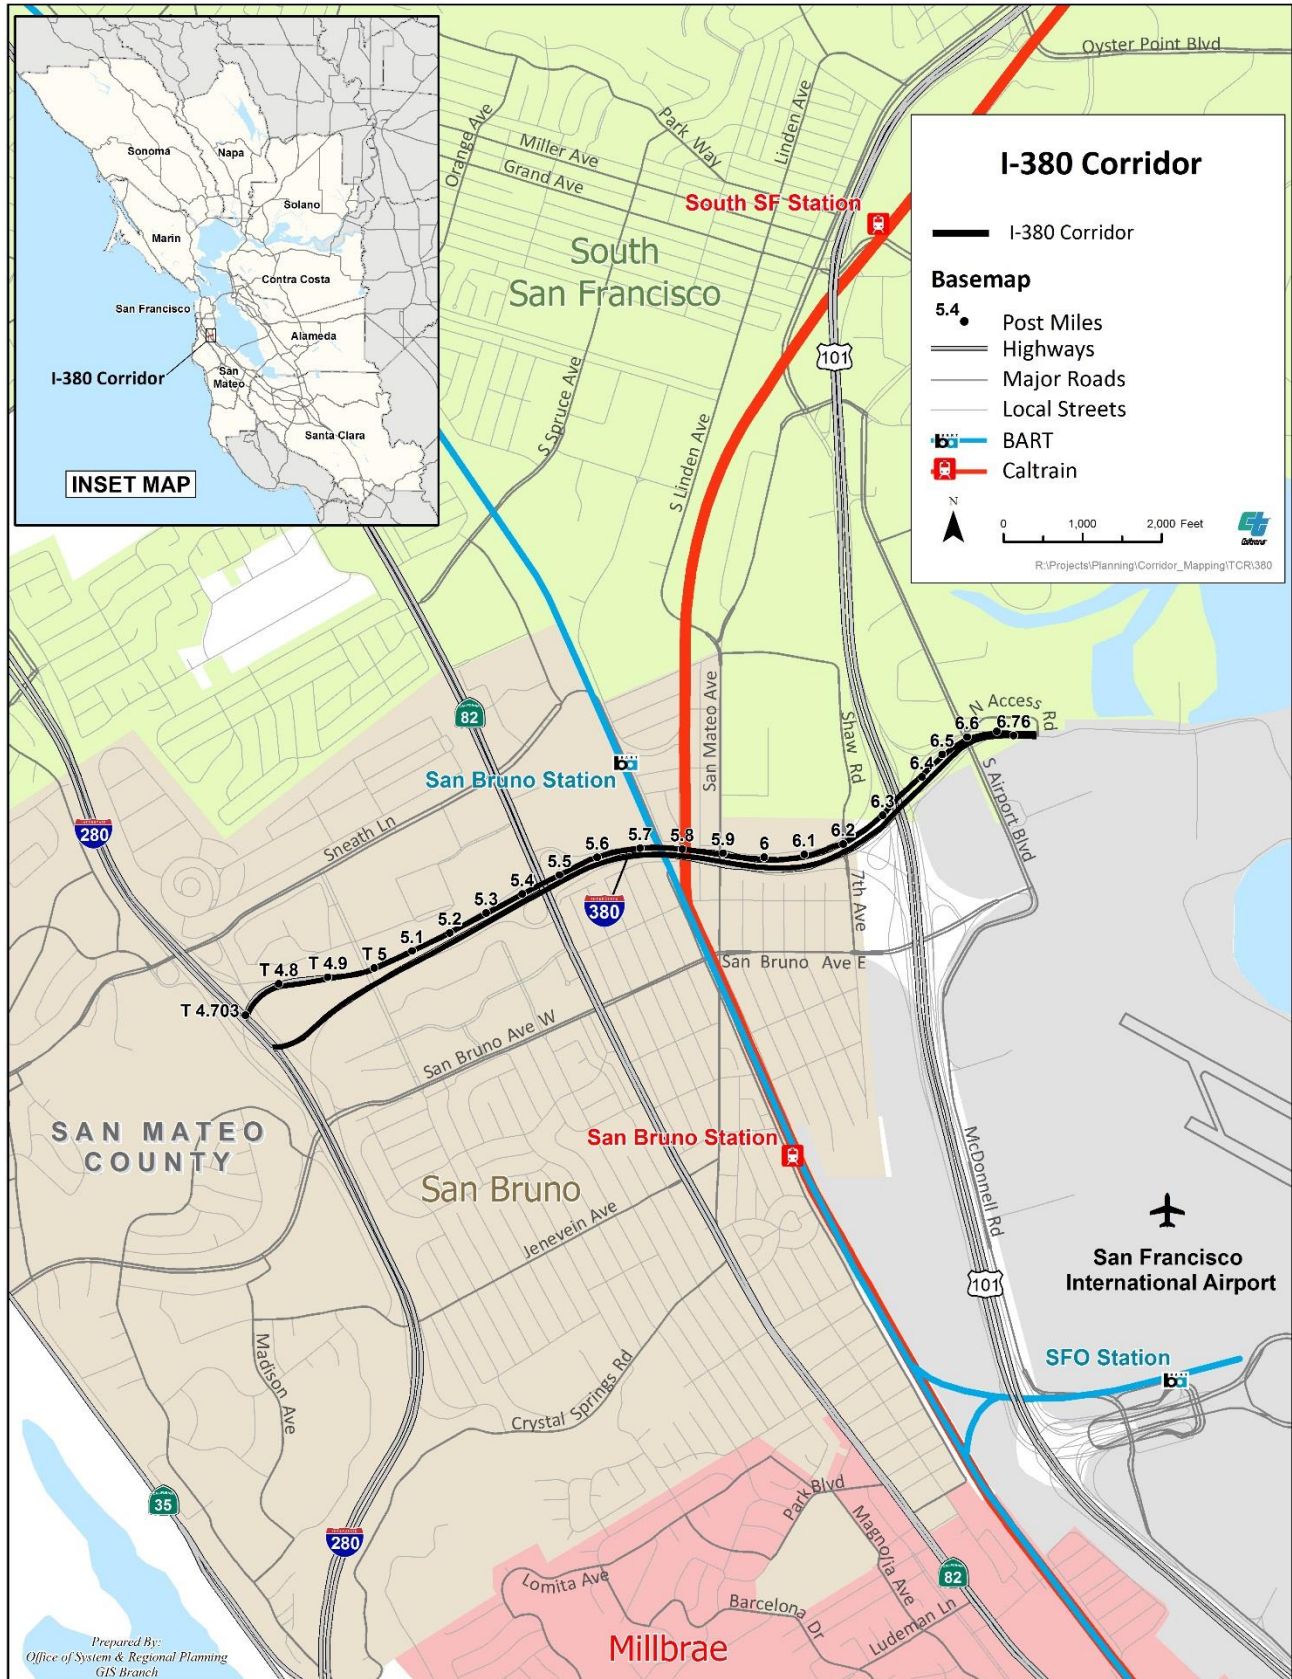 Sonoma
Napa
Solano
Marin
Contra Costa
San Francisco
Alameda
I-380 Corridor
San
Mateo
Santa Clara
INSET MAP
Oyster Point Blvd
Orange Ave
Miller Ave
Grand Ave
Park Way
Linden Ave
South SF Station
South
San Francisco
I-380 Corridor
I-380 Corridor
Basemap
5.4
Post Miles
Highways
Major Roads
Local Streets
BART
Caltrain
N
0 1,000 2,000 Feet
Caltrans
R:\Projects\Planning\Corridor_Mapping\TCR\380
101
S Spruce Ave
S Linden Ave
82
San Bruno Station
San Mateo Ave
Shaw Rd
N Access Rd
S Airport Blvd
280
Sneath Ln
T 4.703
T 4.8
T 4.9
T 5
5.1
5.2
5.3
5.4
5.5
5.6
5.7
5.8
5.9
6
6.1
6.2
6.3
6.4
6.5
6.6
6.76
380
7th Ave
San Bruno Ave E
San Bruno Ave W
SAN MATEO
COUNTY
San Bruno Station
San Bruno
Jenevein Ave
McDonnell Rd
San Francisco
International Airport
101
SFO Station
Madison Ave
Crystal Springs Rd
35
280
Park Blvd
Magnolia Ave
Lomita Ave
Barcelona Dr
Ludeman Ln
82
Millbrae
Prepared By:
Office of System & Regional Planning
GIS Branch